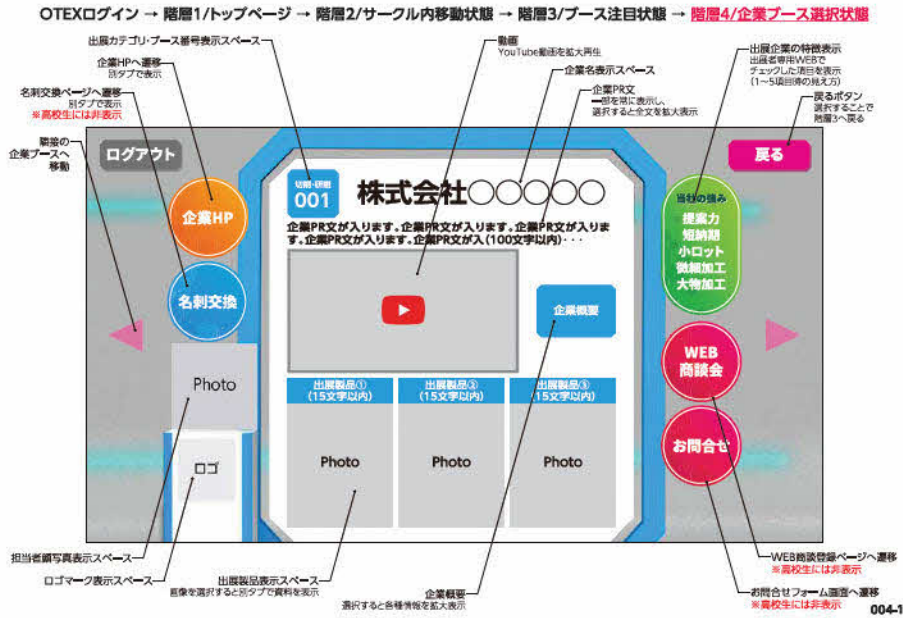 OTEXログイン → 階層1/トップページ → 階層2/サークル内移動状態 → 階層3/ブース注目状態 → 階層4/企業ブース選択状態
出展カテゴリ・ブース番号表示スペース
動画
YouTube動画を拡大再生
企業名表示スペース
企業PR文
一部を常に表示し、
選択すると全文を拡大表示
出展企業の特徴表示
出展者専用WEBで
チェックした項目を表示
(1〜5項目時の見え方)
戻るボタン
選択することで
階層3へ戻る
企業HPへ遷移
別タブで表示
名刺交換ページへ遷移
別タブで表示
※高校生には非表示
隣接の
企業ブースへ
移動
ログアウト
戻る
企業HP
名刺交換
Photo
ロゴ
切削・研磨
001
株式会社○○○○○
企業PR文が入ります。企業PR文が入ります。企業PR文が入りま
す。企業PR文が入ります。企業PR文が入(100文字以内)・・・
企業概要
出展製品①
(15文字以内)
出展製品②
(15文字以内)
出展製品③
(15文字以内)
Photo
Photo
Photo
当社の強み
提案力
短納期
小ロット
微細加工
大物加工
WEB
商談会
お問合せ
担当者顔写真表示スペース
ロゴマーク表示スペース
出展製品表示スペース
画像を選択すると別タブで資料を表示
企業概要
選択すると各種情報を拡大表示
WEB商談登録ページへ遷移
※高校生には非表示
お問合せフォーム画面へ遷移
※高校生には非表示
004-1